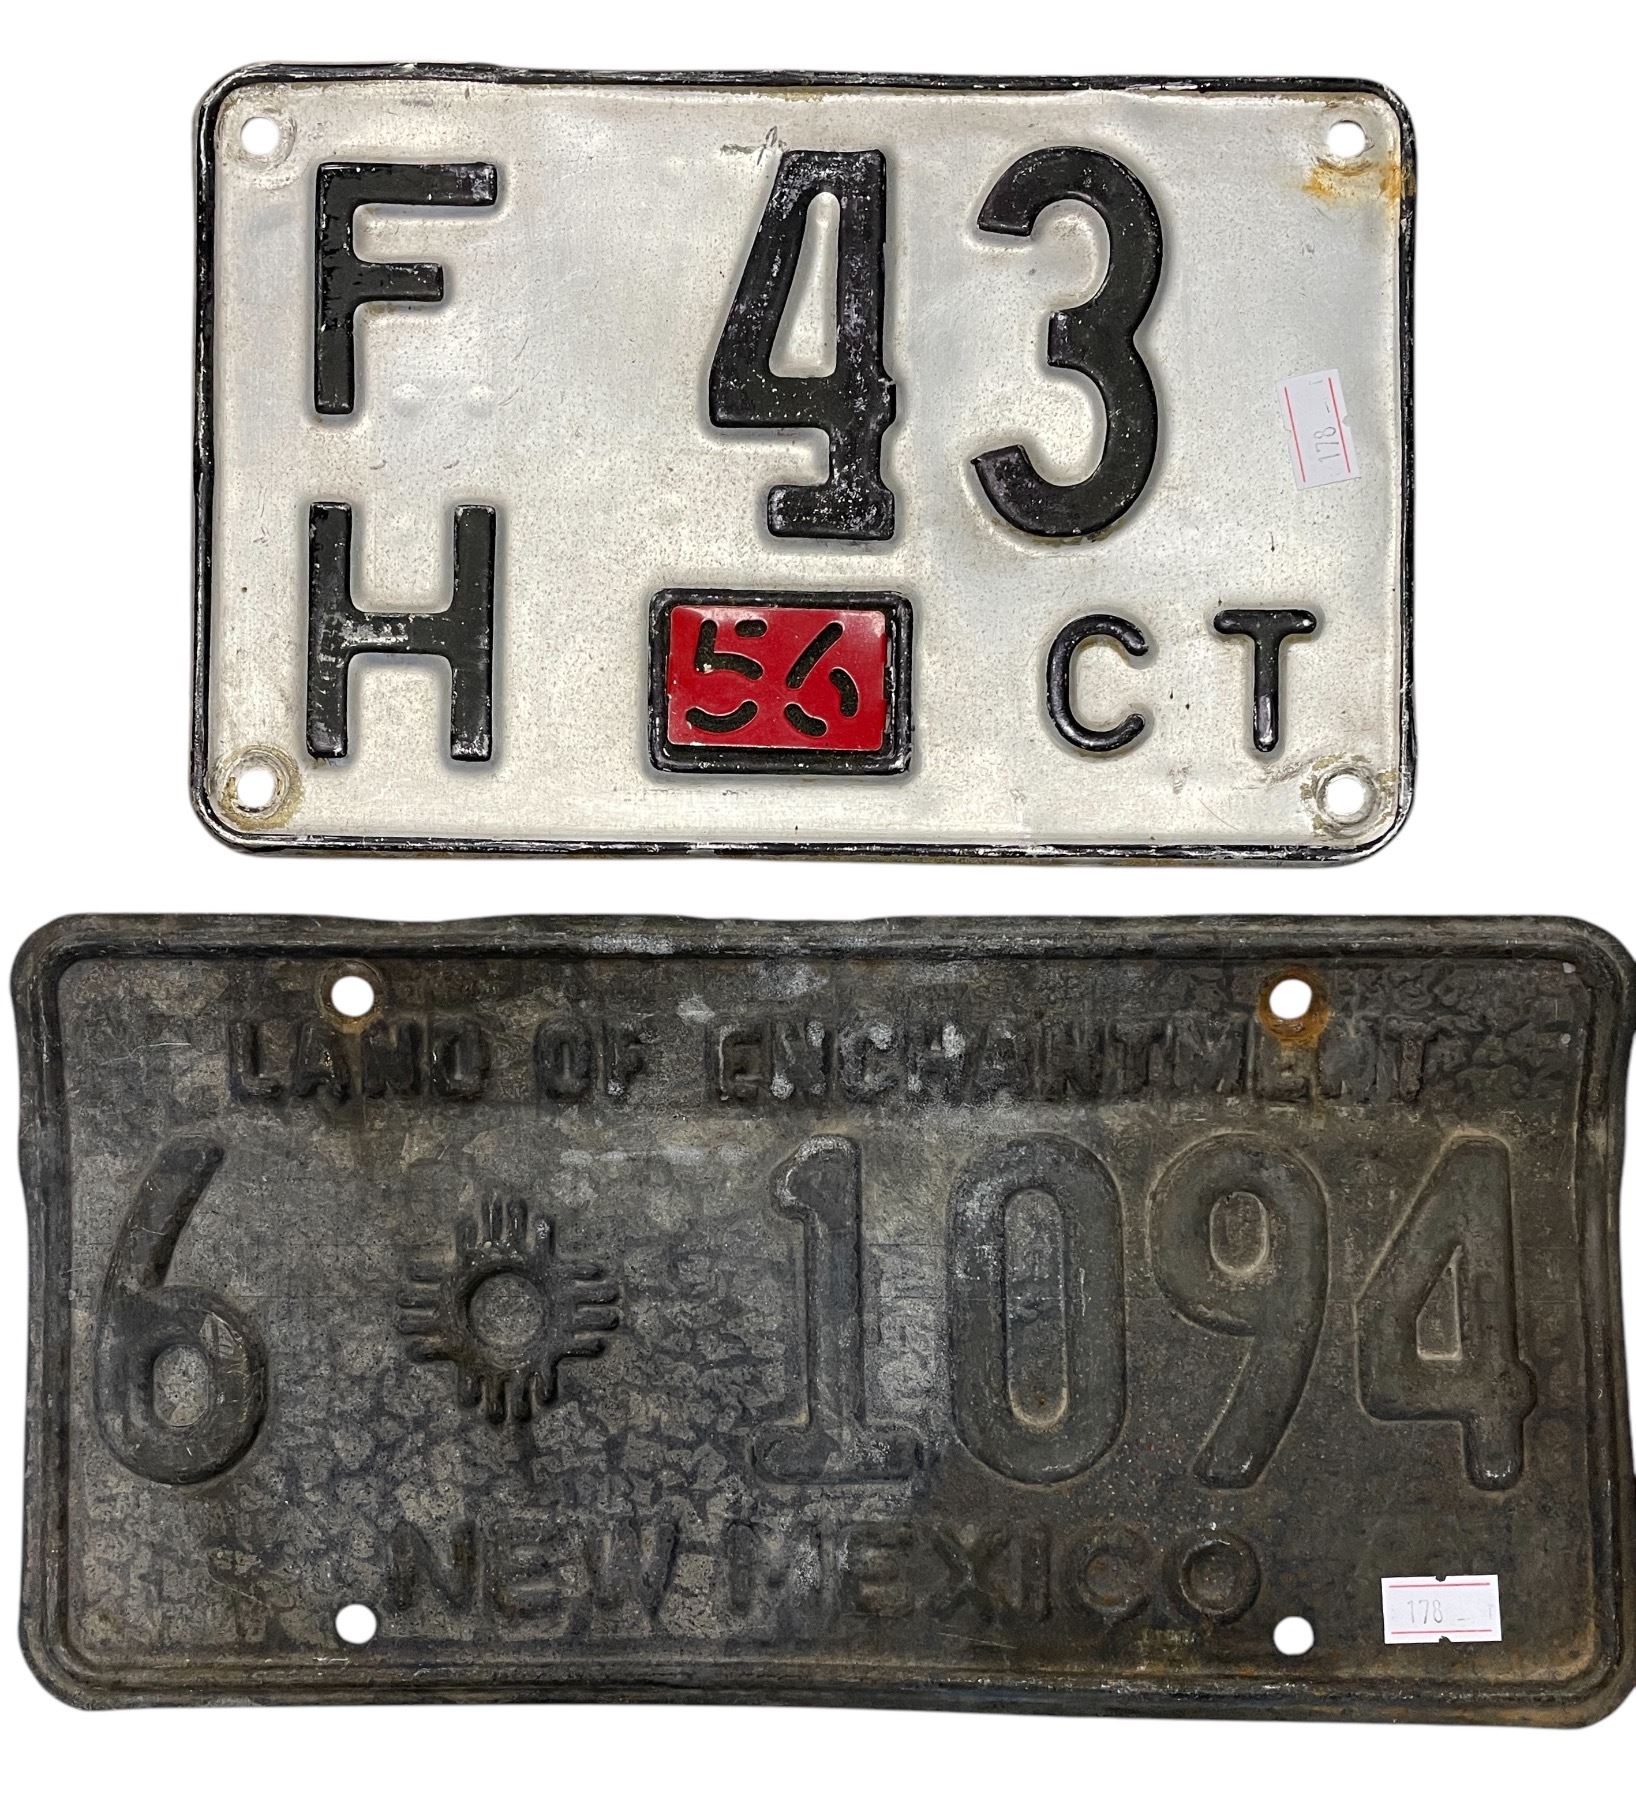 F 43
H 56 CT
178
LAND OF ENCHANTMENT
6 1094
NEW MEXICO
178